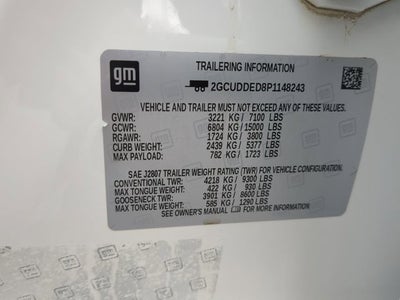 gm
TRAILERING INFORMATION
2GCUDDED8P1148243
VEHICLE AND TRAILER MUST NOT EXCEED ANY OF THESE VALUES.
GVWR: 3221 KG/ 7100 LBS
GCWR: 6804 KG/15000 LBS
RGAWR: 1724 KG/ 3800 LBS
CURB WEIGHT: 2439 KG/ 5377 LBS
MAX PAYLOAD: 782 KG/ 1723 LBS
SAE J2807 TRAILER WEIGHT RATING (TWR) FOR VEHICLE CONFIGURATION.
CONVENTIONAL TWR: 4218 KG/ 9300 LBS
MAX TONGUE WEIGHT: 422 KG/ 930 LBS
GOOSENECK TWR: 3901 KG/ 8600 LBS
MAX TONGUE WEIGHT: 585 KG/ 1290 LBS
SEE OWNER'S MANUAL FOR MORE INFORMATION.